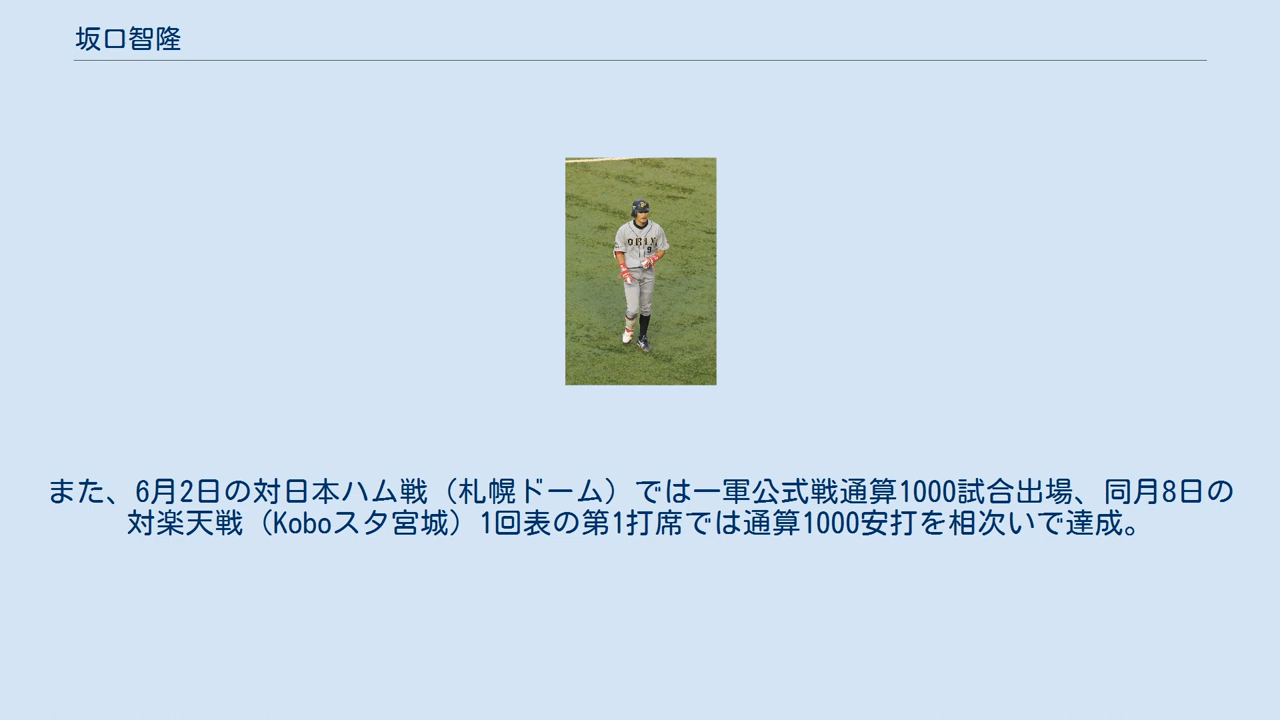 坂口智隆
ORIX
9
また、6月2日の対日本ハム戦（札幌ドーム）では一軍公式戦通算1000試合出場、同月8日の
対楽天戦（Koboスタ宮城）1回表の第1打席では通算1000安打を相次いで達成。